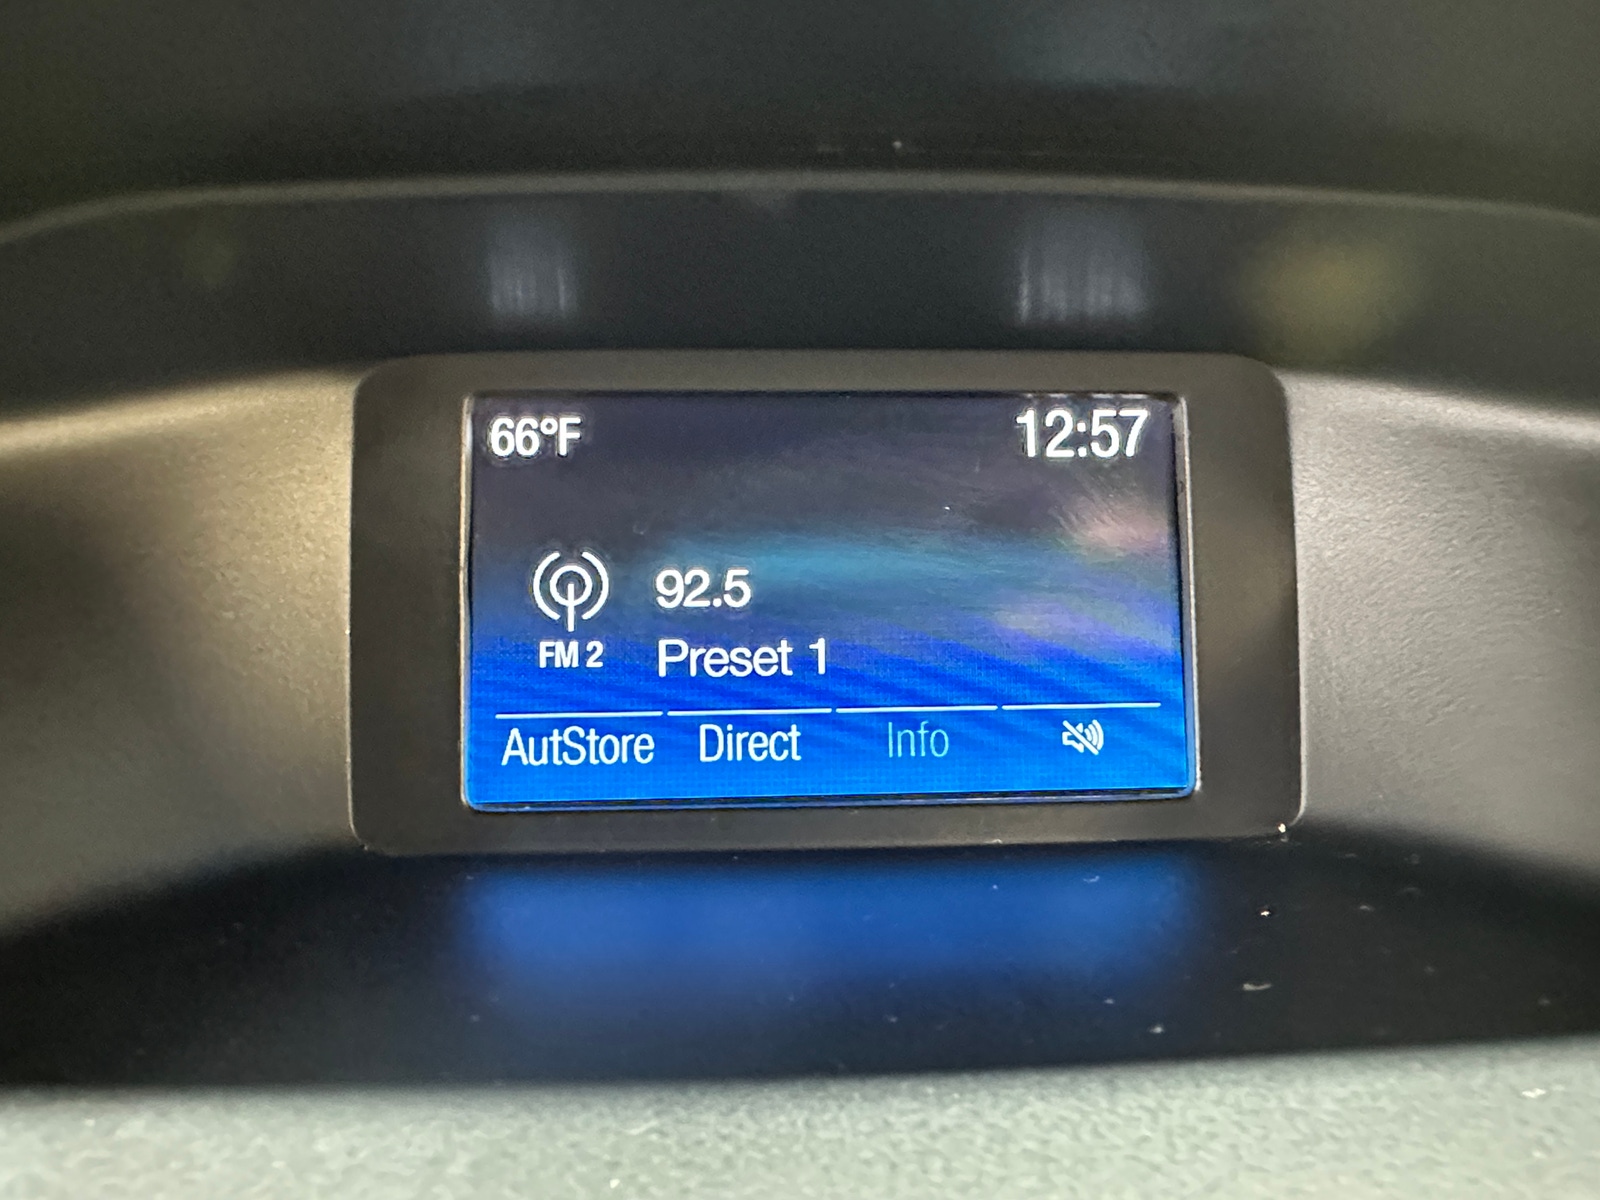 66°F 12:57
92.5
FM 2 Preset 1
AutStore Direct Info